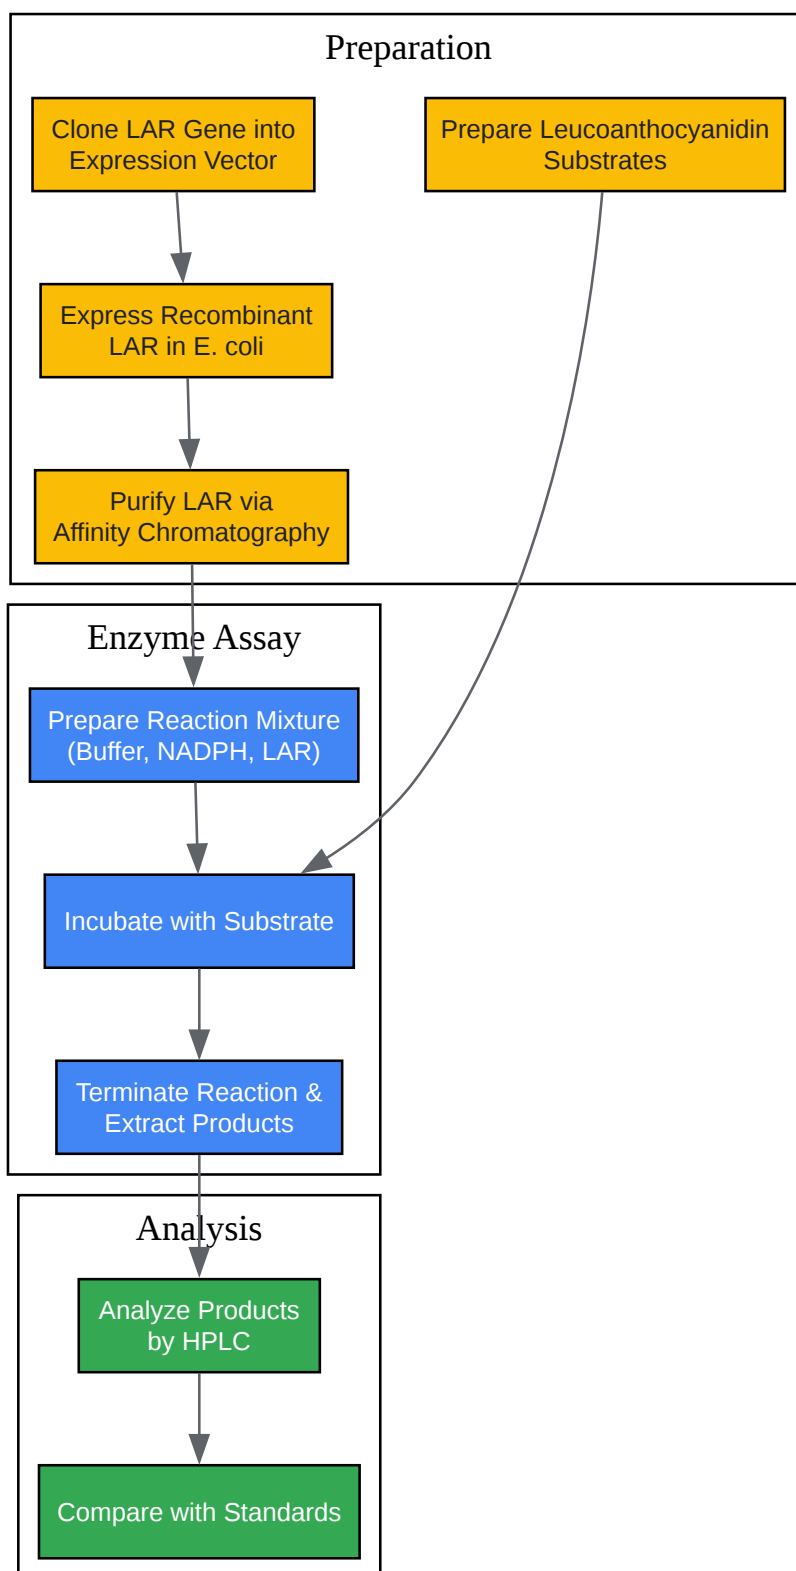 Preparation
Clone LAR Gene into
Expression Vector
Prepare Leucoanthocyanidin
Substrates
Express Recombinant
LAR in E. coli
Purify LAR via
Affinity Chromatography
Enzyme Assay
Prepare Reaction Mixture
(Buffer, NADPH, LAR)
Incubate with Substrate
Terminate Reaction &
Extract Products
Analysis
Analyze Products
by HPLC
Compare with Standards